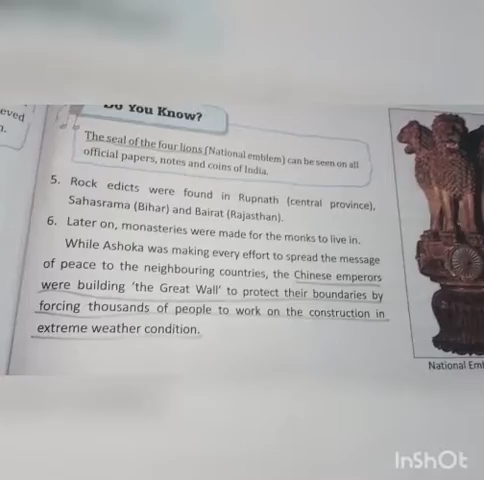 eved
Do You Know?
The seal of the four lions (National emblem) can be seen on all
official papers, notes and coins of India.
5. Rock edicts were found in Rupnath (central province),
Sahasrama (Bihar) and Bairat (Rajasthan).
6. Later on, monasteries were made for the monks to live in.
While Ashoka was making every effort to spread the message
of peace to the neighbouring countries, the Chinese emperors
were building 'the Great Wall' to protect their boundaries by
forcing thousands of people to work on the construction in
extreme weather condition.
National Em
InShOt